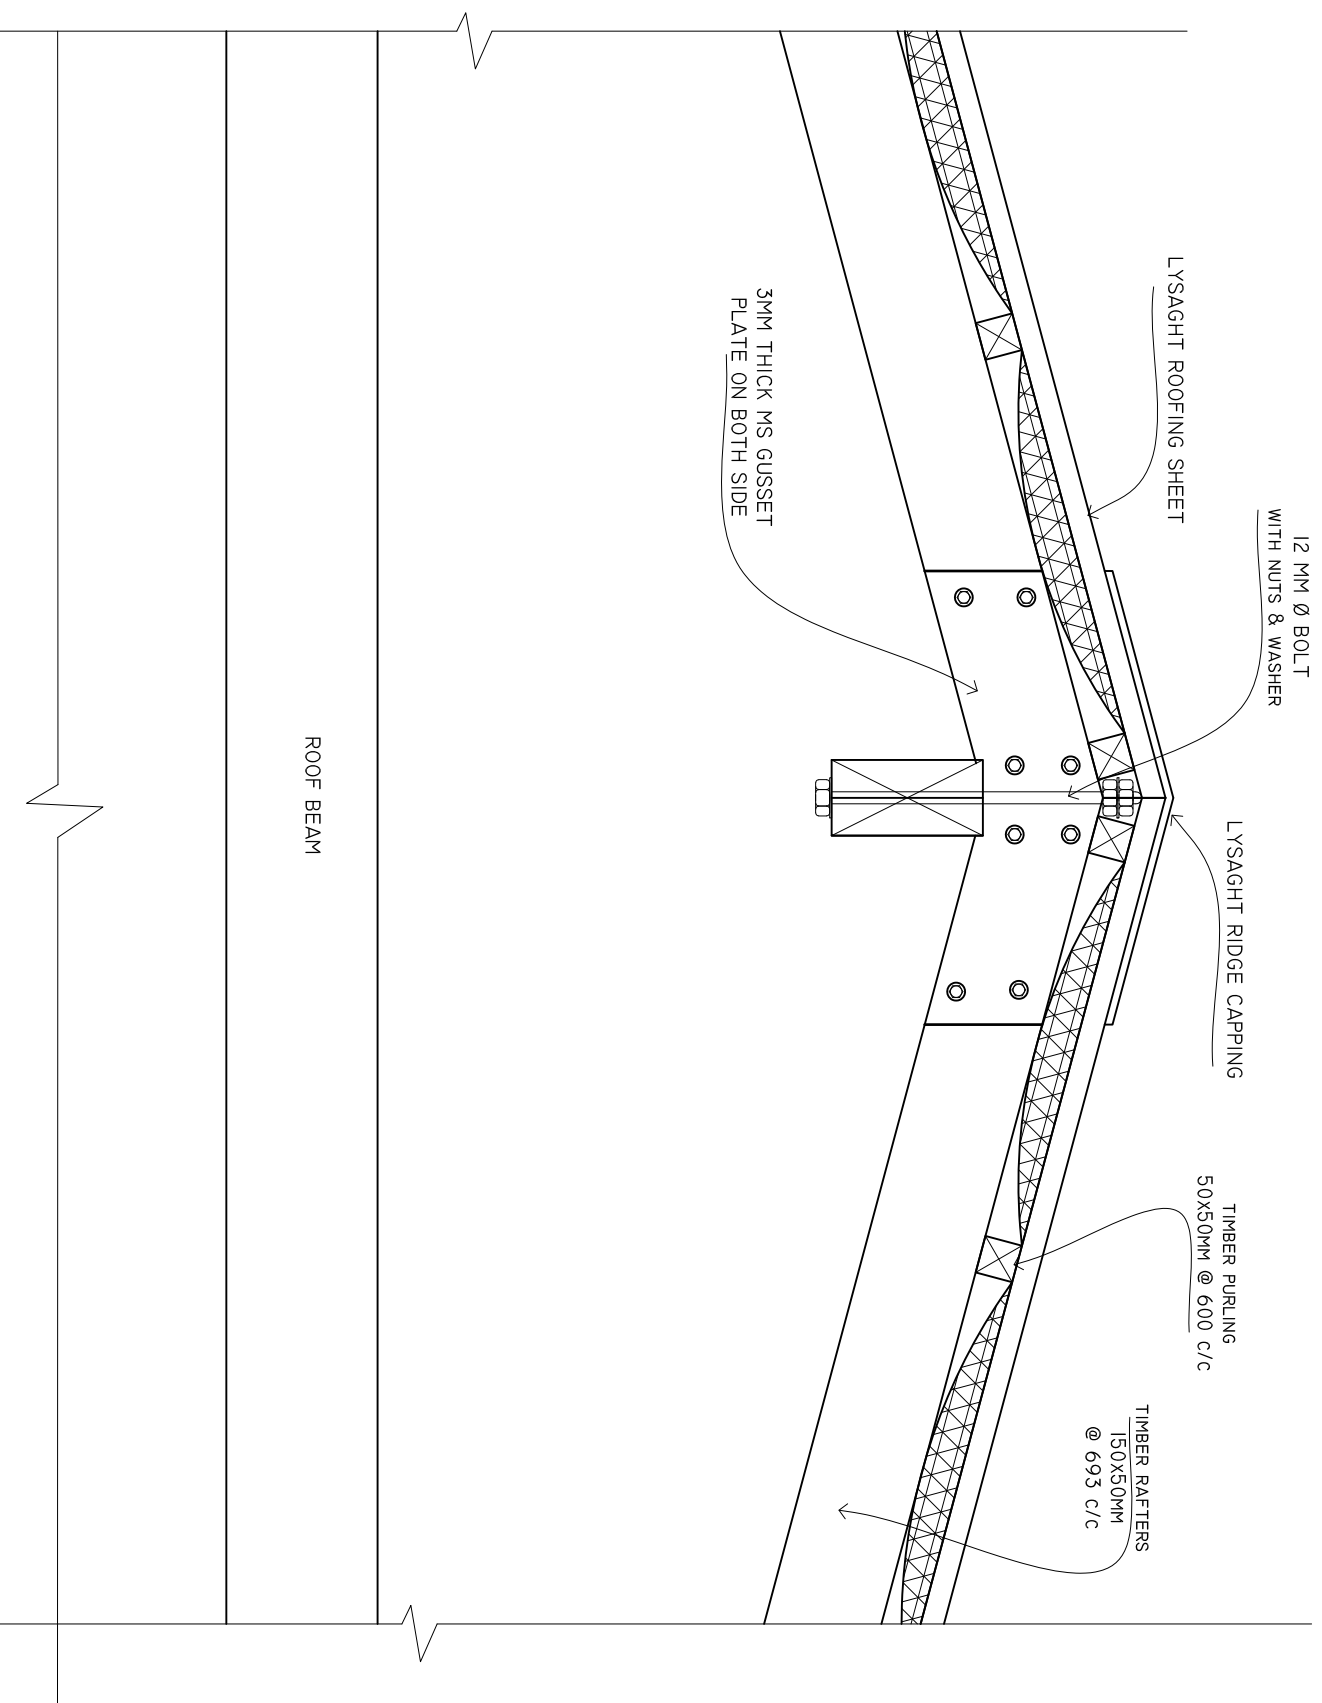 12 MM Ø BOLT
WITH NUTS & WASHER
LYSAGHT ROOFING SHEET
LYSAGHT RIDGE CAPPING
TIMBER PURLING
50x50MM @ 600 C/C
TIMBER RAFTERS
150x50MM
@ 693 C/C
3MM THICK MS GUSSET
PLATE ON BOTH SIDE
ROOF BEAM